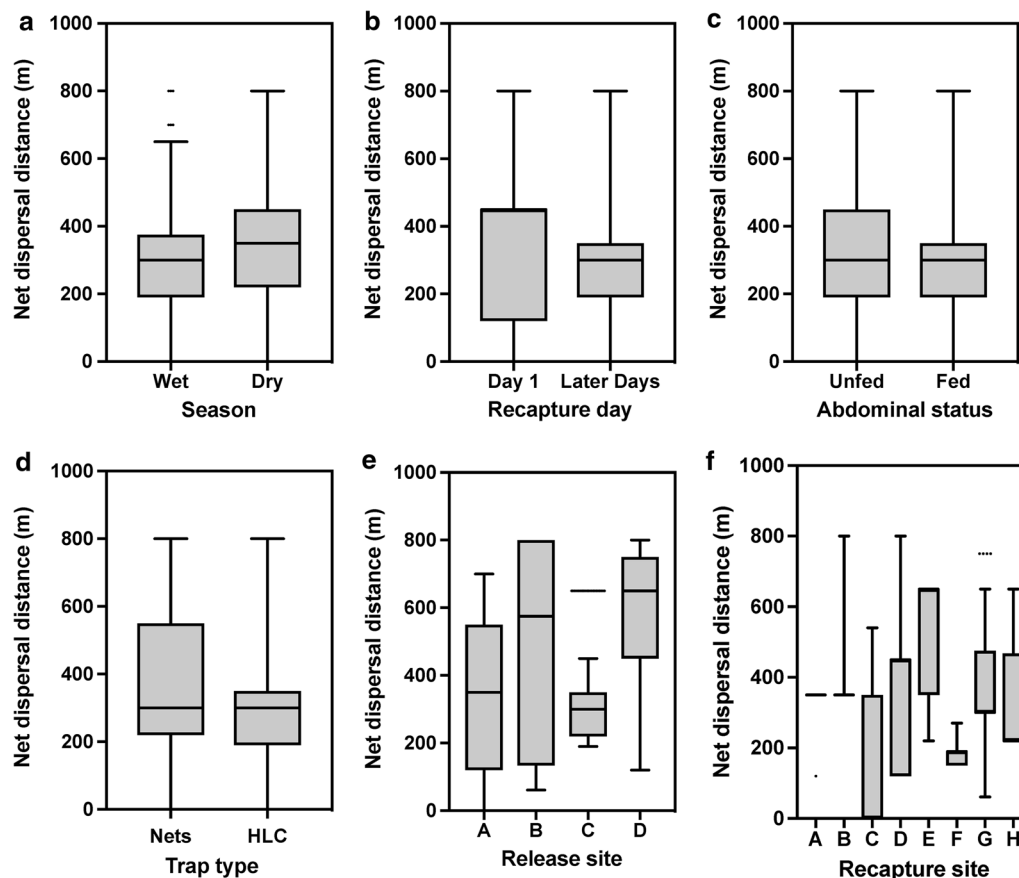 a
Net dispersal distance (m)
1000
800
600
400
200
0
Wet Dry
Season
b
Net dispersal distance (m)
1000
800
600
400
200
0
Day 1 Later Days
Recapture day
c
Net dispersal distance (m)
1000
800
600
400
200
0
Unfed Fed
Abdominal status
d
Net dispersal distance (m)
1000
800
600
400
200
0
Nets HLC
Trap type
e
Net dispersal distance (m)
1000
800
600
400
200
0
A B C D
Release site
f
Net dispersal distance (m)
1000
800
600
400
200
0
A B C D E F G H
Recapture site